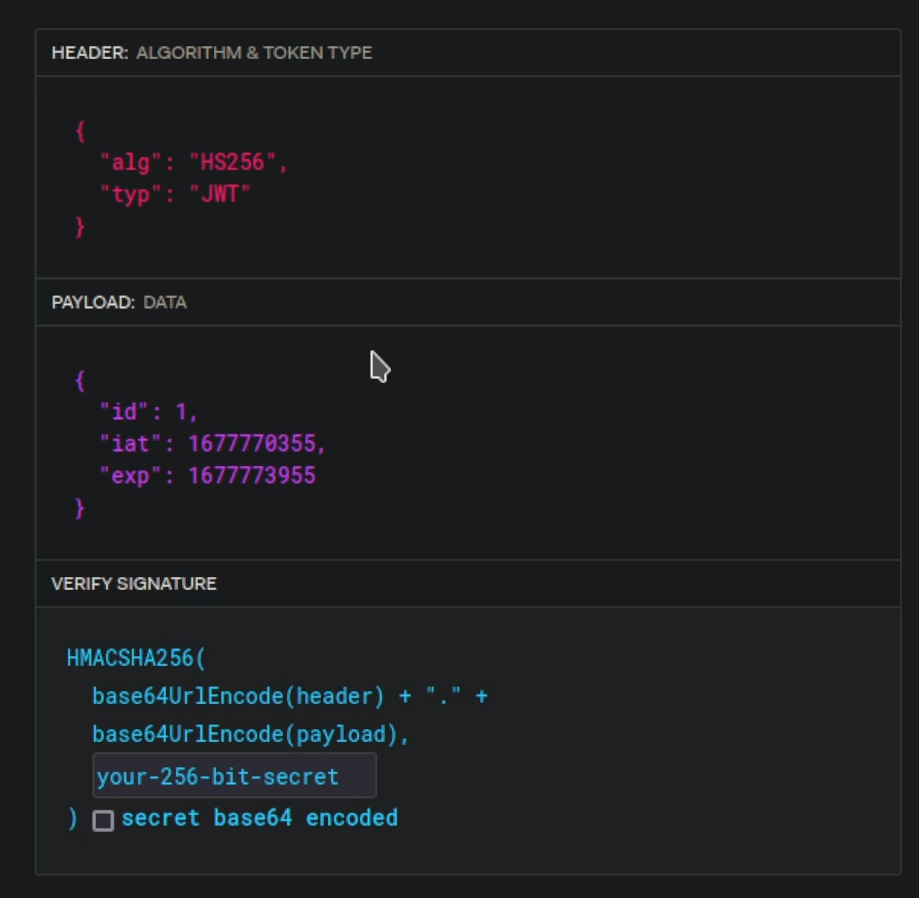 HEADER: ALGORITHM & TOKEN TYPE
{
"alg": "HS256",
"typ": "JWT"
}
PAYLOAD: DATA
{
"id": 1,
"iat": 1677770355,
"exp": 1677773955
}
VERIFY SIGNATURE
HMACSHA256(
base64UrlEncode(header) + "." +
base64UrlEncode(payload),
your-256-bit-secret
) secret base64 encoded